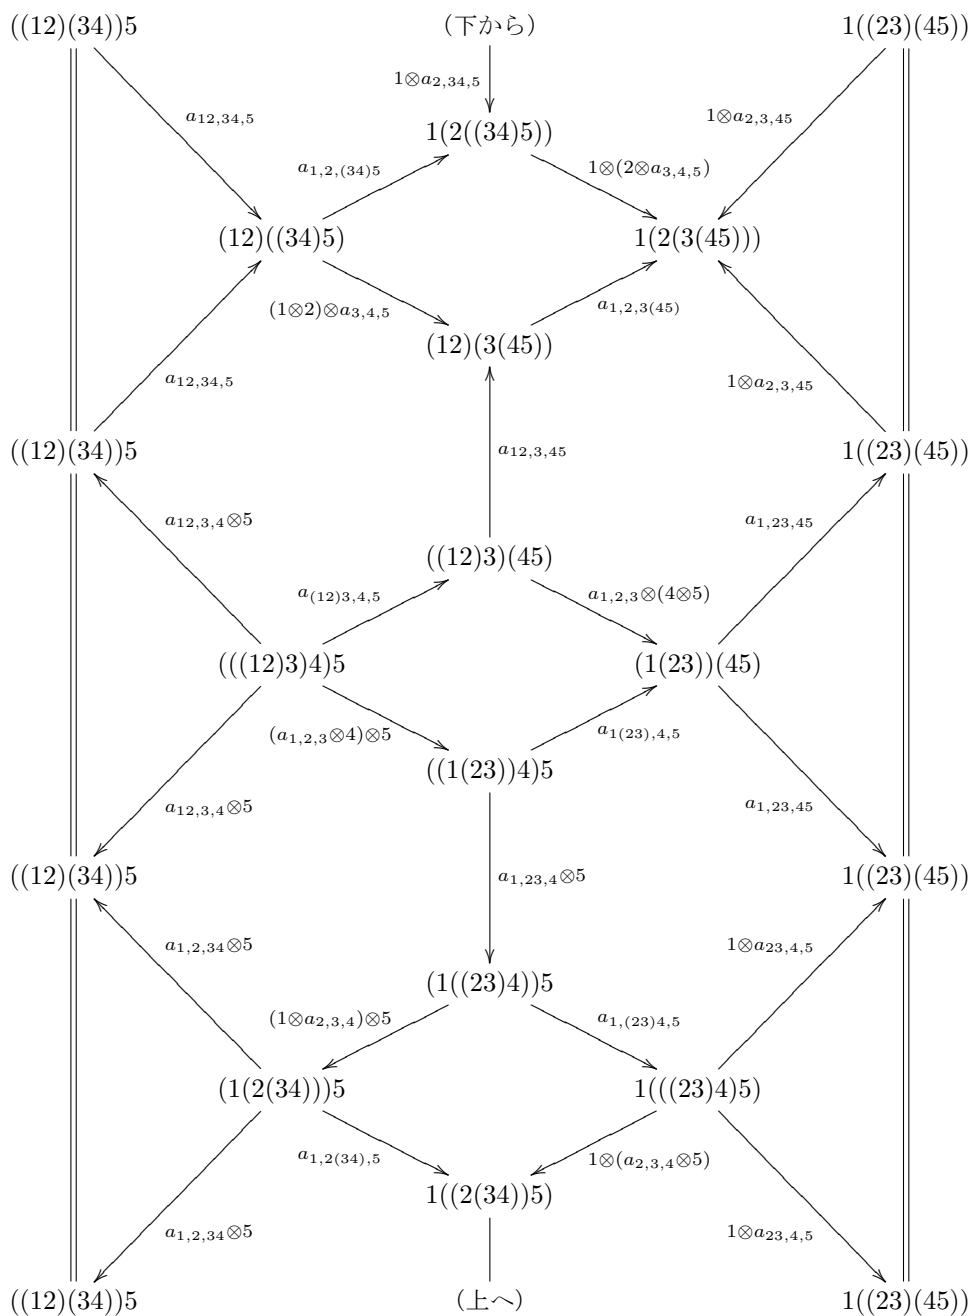 ((12)(34))5 (下から) 1((23)(45))
1⊗a_{2,34,5}
a_{12,34,5} 1⊗a_{2,3,45}
1(2((34)5))
a_{1,2,(34)5} 1⊗(2⊗a_{3,4,5})
(12)((34)5) 1(2(3(45)))
(1⊗2)⊗a_{3,4,5} a_{1,2,3(45)}
(12)(3(45))
a_{12,34,5} 1⊗a_{2,3,45}
((12)(34))5 a_{12,3,45} 1((23)(45))
a_{12,3,4}⊗5 a_{1,23,45}
((12)3)(45)
a_{(12)3,4,5} a_{1,2,3}⊗(4⊗5)
(((12)3)4)5 (1(23))(45)
(a_{1,2,3}⊗4)⊗5 a_{1(23),4,5}
((1(23))4)5
a_{12,3,4}⊗5 a_{1,23,45}
((12)(34))5 a_{1,23,4}⊗5 1((23)(45))
a_{1,2,34}⊗5 1⊗a_{23,4,5}
(1((23)4))5
(1⊗a_{2,3,4})⊗5 a_{1,(23)4,5}
(1(2(34)))5 1(((23)4)5)
a_{1,2(34),5} 1⊗(a_{2,3,4}⊗5)
1((2(34))5)
a_{1,2,34}⊗5 1⊗a_{23,4,5}
((12)(34))5 (上へ) 1((23)(45))